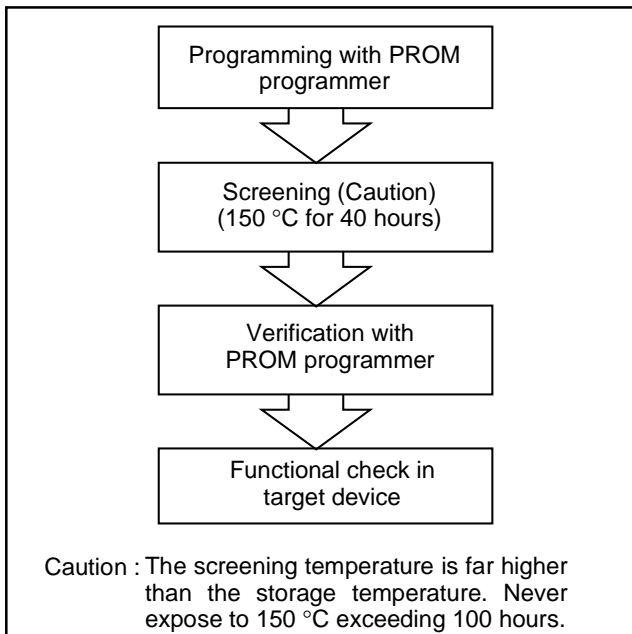 Programming with PROM
programmer
Screening (Caution)
(150 °C for 40 hours)
Verification with
PROM programmer
Functional check in
target device
Caution : The screening temperature is far higher
than the storage temperature. Never
expose to 150 °C exceeding 100 hours.